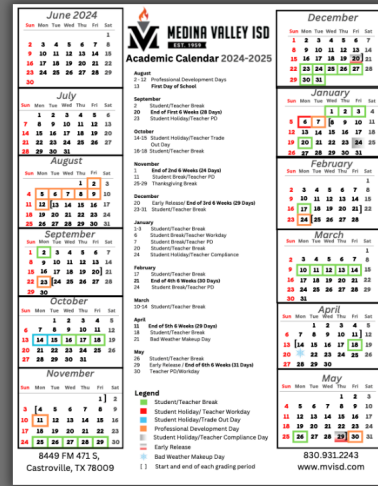 June 2024
Sun Mon Tue Wed Thu Fri Sat
1
2 3 4 5 6 7 8
9 10 11 12 13 14 15
16 17 18 19 20 21 22
23 24 25 26 27 28 29
30
July
Sun Mon Tue Wed Thu Fri Sat
1 2 3 4 5 6
7 8 9 10 11 12 13
14 15 16 17 18 19 20
21 22 23 24 25 26 27
28 29 30 31
August
Sun Mon Tue Wed Thu Fri Sat
1 2 3
4 5 6 7 8 9 10
11 12 [13 14 15 16 17
18 19 20 21 22 23 24
25 26 27 28 29 30 31
September
Sun Mon Tue Wed Thu Fri Sat
1 2 3 4 5 6 7
8 9 10 11 12 13 14
15 16 17 18 19 20] 21
22 23 [24 25 26 27 28
29 30
October
Sun Mon Tue Wed Thu Fri Sat
1 2 3 4 5
6 7 8 9 10 11 12
13 14 15 16 17 18 19
20 21 22 23 24 25 26
27 28 29 30 31
November
Sun Mon Tue Wed Thu Fri Sat
1] 2
3 [4 5 6 7 8 9
10 11 12 13 14 15 16
17 18 19 20 21 22 23
24 25 26 27 28 29 30
8449 FM 471 S,
Castroville, TX 78009
MEDINA VALLEY ISD
EST. 1959
Academic Calendar 2024-2025
August
2 - 12 Professional Development Days
13 First Day of School
September
2 Student/Teacher Break
20 End of First 6 Weeks (28 Days)
23 Student Holiday/Teacher PD
October
14-15 Student Holiday/Teacher Trade
Out Day
16-18 Student/Teacher Break
November
1 End of 2nd 6 Weeks (24 Days)
11 Student Break/Teacher PD
25-29 Thanksgiving Break
December
20 Early Release/ End of 3rd 6 Weeks (29 Days)
23-31 Student/Teacher Break
January
1-3 Student/Teacher Break
6 Student Break/Teacher Workday
7 Student Break/Teacher PD
20 Student/Teacher Break
24 Student Holiday/Teacher Compliance
February
17 Student/Teacher Break
21 End of 4th 6 Weeks (30 Days)
24 Student Break/Teacher PD
March
10-14 Student/Teacher Break
April
11 End of 5th 6 Weeks (29 Days)
18 Student/Teacher Break
21 Bad Weather Makeup Day
May
26 Student/Teacher Break
29 Early Release / End of 6th 6 Weeks (31 Days)
30 Teacher PD/Workday
Legend
Student/Teacher Break
Student Holiday/ Teacher Workday
Student Holiday/Trade Out Day
Professional Development Day
Student Holiday/Teacher Compliance Day
Early Release
Bad Weather Makeup Day
[ ] Start and end of each grading period
December
Sun Mon Tue Wed Thu Fri Sat
1 2 3 4 5 6 7
8 9 10 11 12 13 14
15 16 17 18 19 20] 21
22 23 24 25 26 27 28
29 30 31
January
Sun Mon Tue Wed Thu Fri Sat
1 2 3 4
5 6 7 [8 9 10 11
12 13 14 15 16 17 18
19 20 21 22 23 24 25
26 27 28 29 30 31
February
Sun Mon Tue Wed Thu Fri Sat
1
2 3 4 5 6 7 8
9 10 11 12 13 14 15
16 17 18 19 20 21] 22
23 24 [25 26 27 28
March
Sun Mon Tue Wed Thu Fri Sat
1
2 3 4 5 6 7 8
9 10 11 12 13 14 15
16 17 18 19 20 21 22
23 24 25 26 27 28 29
30 31
April
Sun Mon Tue Wed Thu Fri Sat
1 2 3 4 5
6 7 8 9 10 11] 12
13 [14 15 16 17 18 19
20 22 23 24 25 26
27 28 29 30
May
Sun Mon Tue Wed Thu Fri Sat
1 2 3
4 5 6 7 8 9 10
11 12 13 14 15 16 17
18 19 20 21 22 23 24
25 26 27 28 29] 30 31
830.931.2243
www.mvisd.com